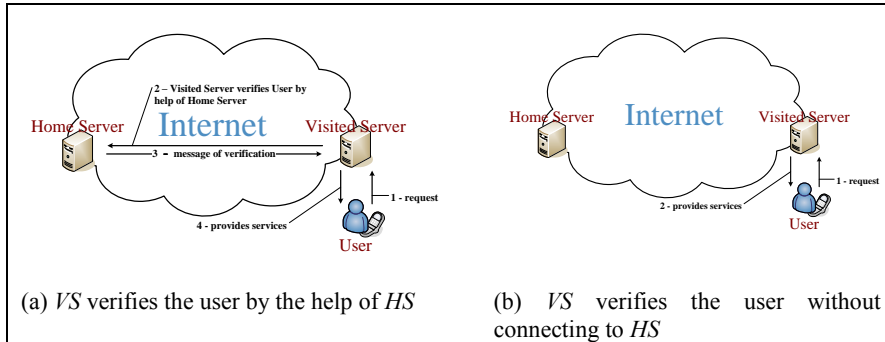 2 – Visited Server verifies User by
help of Home Server
Home Server
Internet
Visited Server
3 - message of verification
1 - request
4 - provides services
User
(a) VS verifies the user by the help of HS
Home Server
Internet
Visited Server
1 - request
2 - provides services
User
(b) VS verifies the user without
connecting to HS